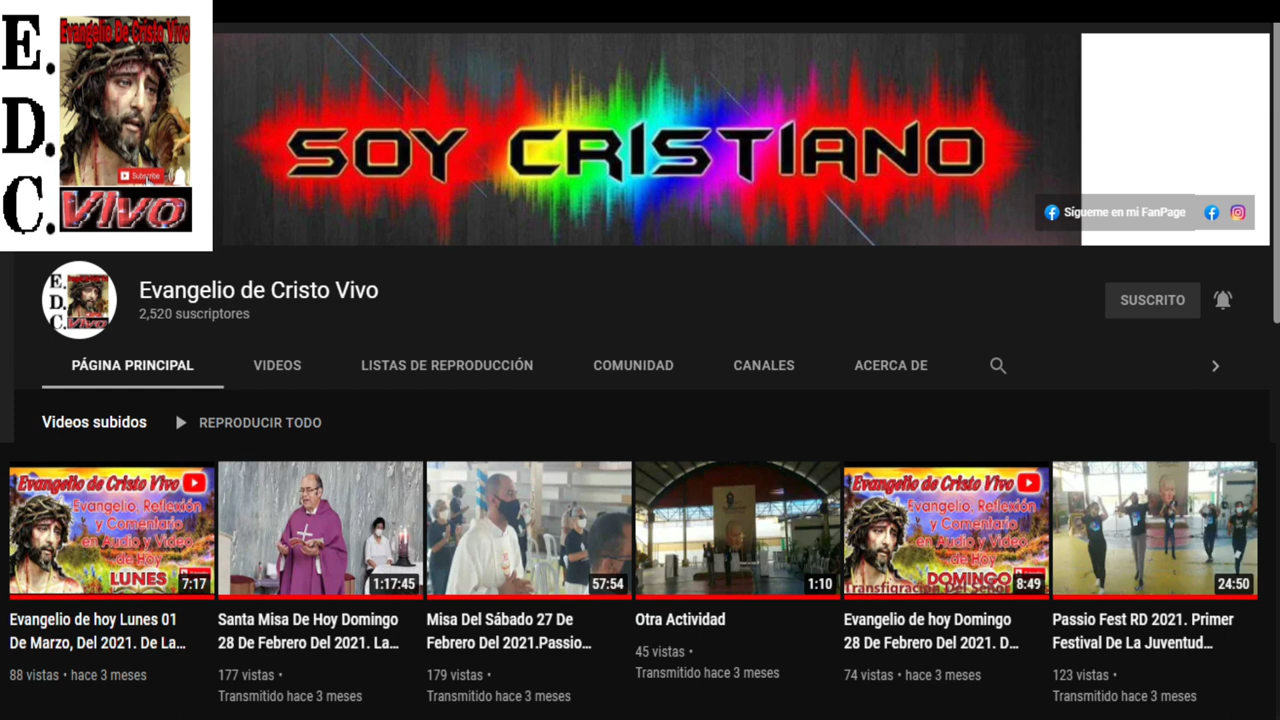 E.
D.
C.
Evangelio De Cristo Vivo
Subscribe
Vivo
SOY CRISTIANO
Sígueme en mi FanPage
E.
D.
C.
Vivo
Evangelio de Cristo Vivo
2,520 suscriptores
SUSCRITO
PÁGINA PRINCIPAL
VIDEOS
LISTAS DE REPRODUCCIÓN
COMUNIDAD
CANALES
ACERCA DE
Videos subidos
REPRODUCIR TODO
Evangelio de Cristo Vivo
Evangelio, Reflexión
y Comentario
en Audio y Video
de Hoy
LUNES
7:17
Evangelio de hoy Lunes 01
De Marzo, Del 2021. De La...
88 vistas • hace 3 meses
1:17:45
Santa Misa De Hoy Domingo
28 De Febrero Del 2021. La...
177 vistas •
Transmitido hace 3 meses
57:54
Misa Del Sábado 27 De
Febrero Del 2021.Passio...
179 vistas •
Transmitido hace 3 meses
1:10
Otra Actividad
45 vistas •
Transmitido hace 3 meses
Evangelio de Cristo Vivo
Evangelio, Reflexión
y Comentario
en Audio y Video
de Hoy
DOMINGO
Transfigración Del Señor
8:49
Evangelio de hoy Domingo
28 De Febrero Del 2021. D...
74 vistas • hace 3 meses
24:50
Passio Fest RD 2021. Primer
Festival De La Juventud...
123 vistas •
Transmitido hace 3 meses